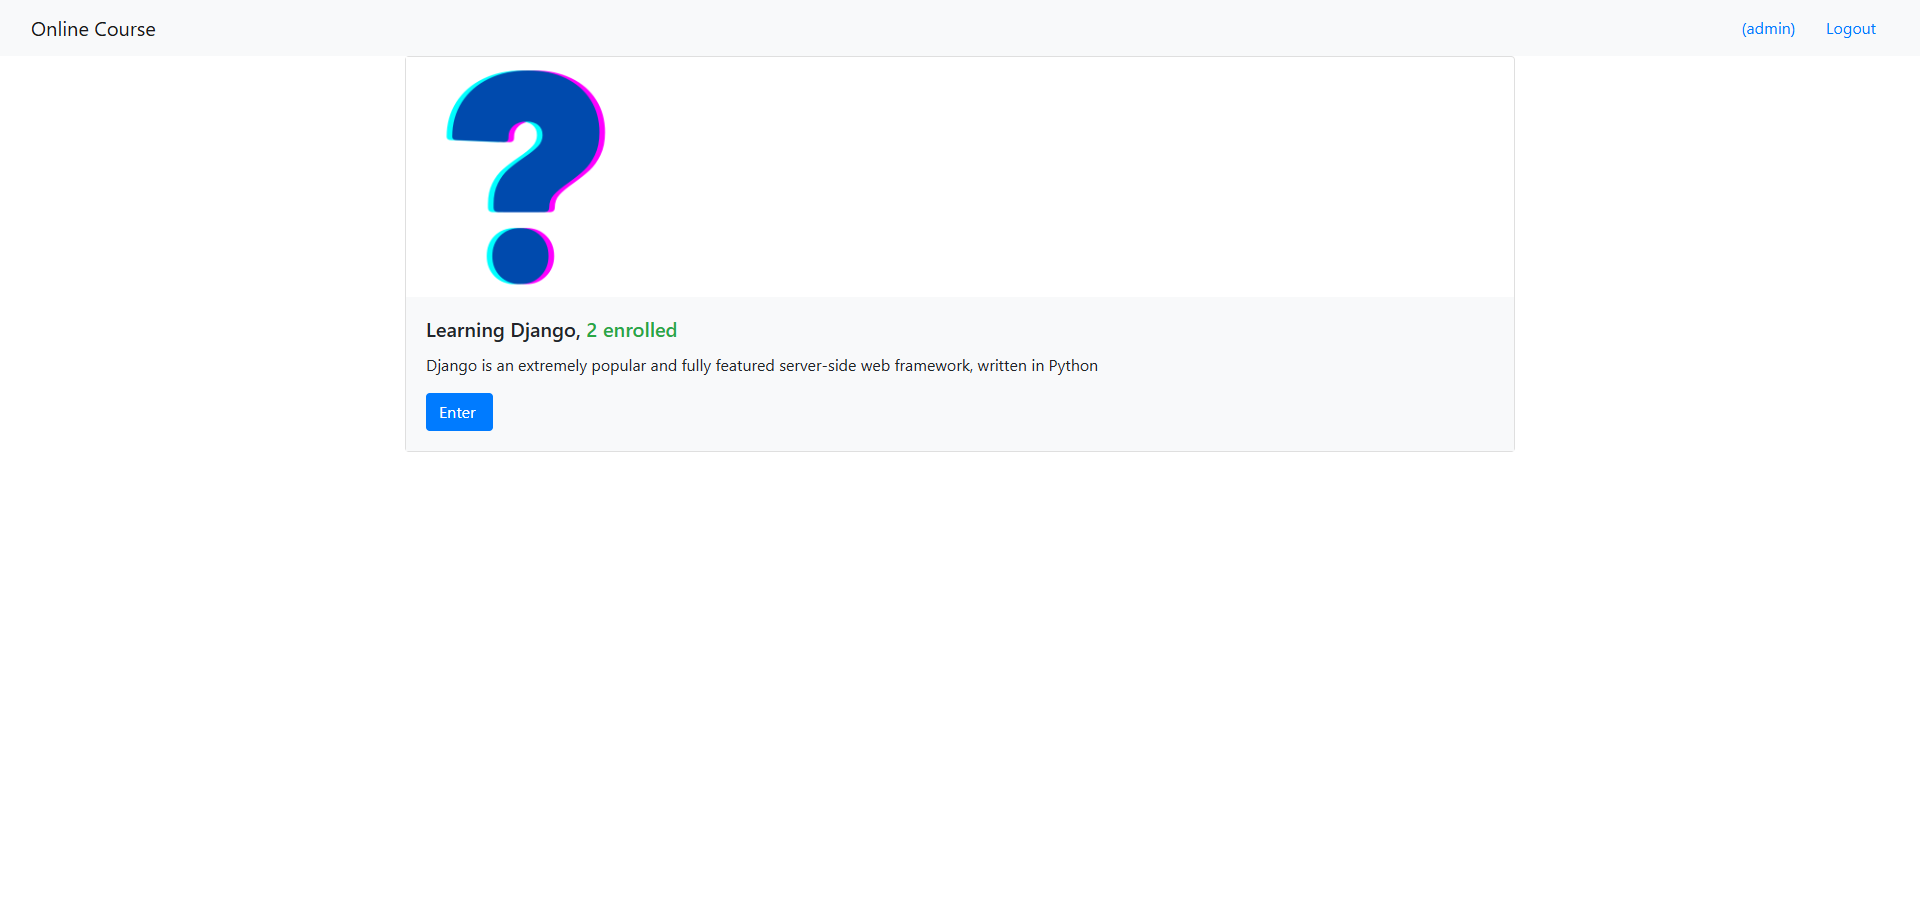 Online Course
(admin) Logout
?
Learning Django, 2 enrolled
Django is an extremely popular and fully featured server-side web framework, written in Python
Enter